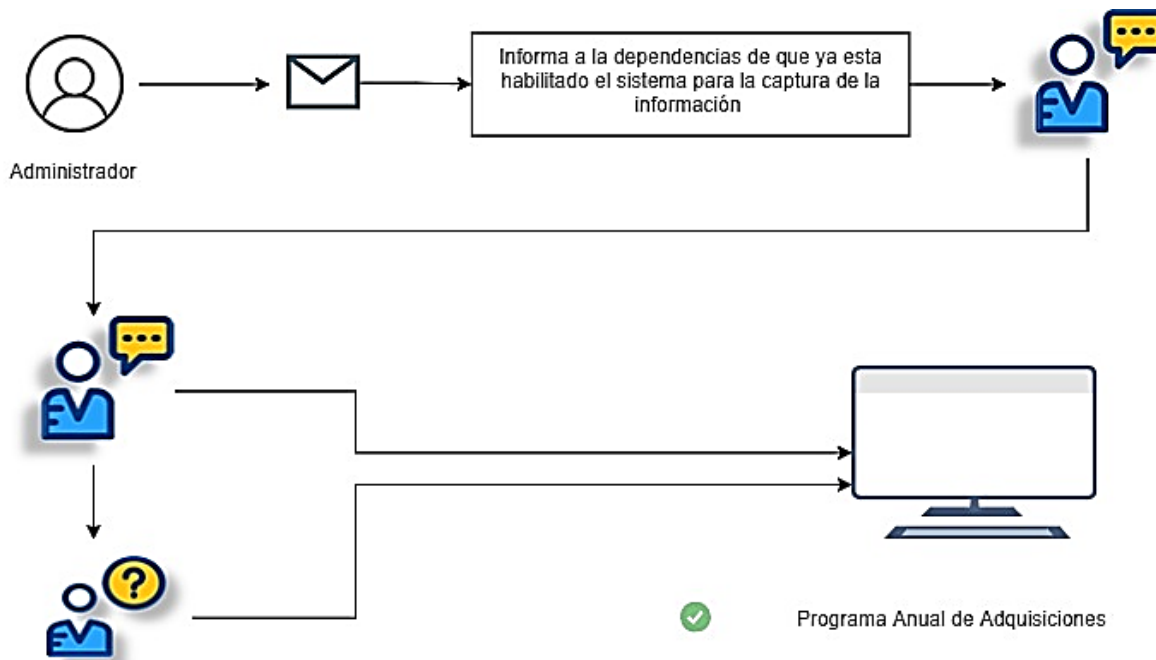 Informa a la dependencias de que ya esta
habilitado el sistema para la captura de la
información
Administrador
?
Programa Anual de Adquisiciones